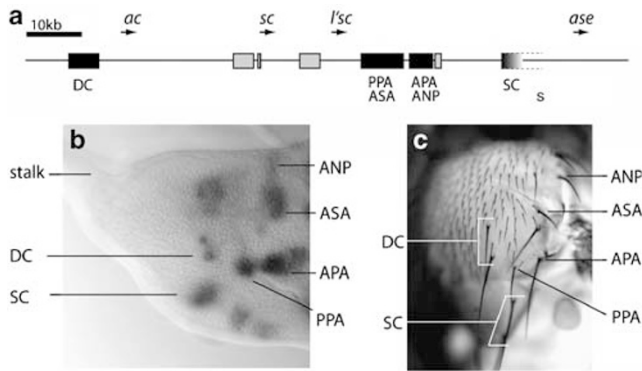 a
10kb
ac
sc
l'sc
ase
DC
PPA
ASA
APA
ANP
SC
s
b
stalk
DC
SC
ANP
ASA
APA
PPA
c
DC
SC
ANP
ASA
APA
PPA